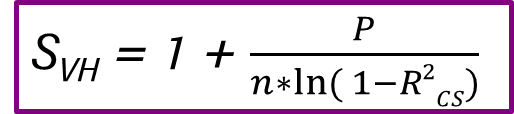 S_VH = 1 + P / (n*ln( 1−R²_CS))